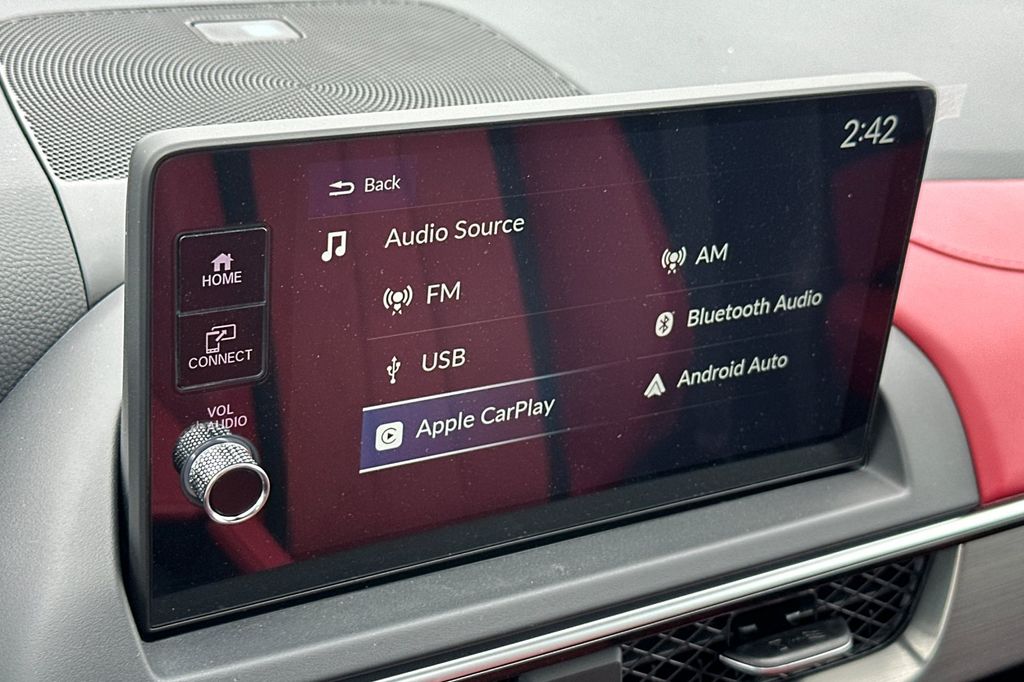 2:42
Back
Audio Source
HOME
CONNECT
VOL
AUDIO
FM
AM
USB
Bluetooth Audio
Apple CarPlay
Android Auto